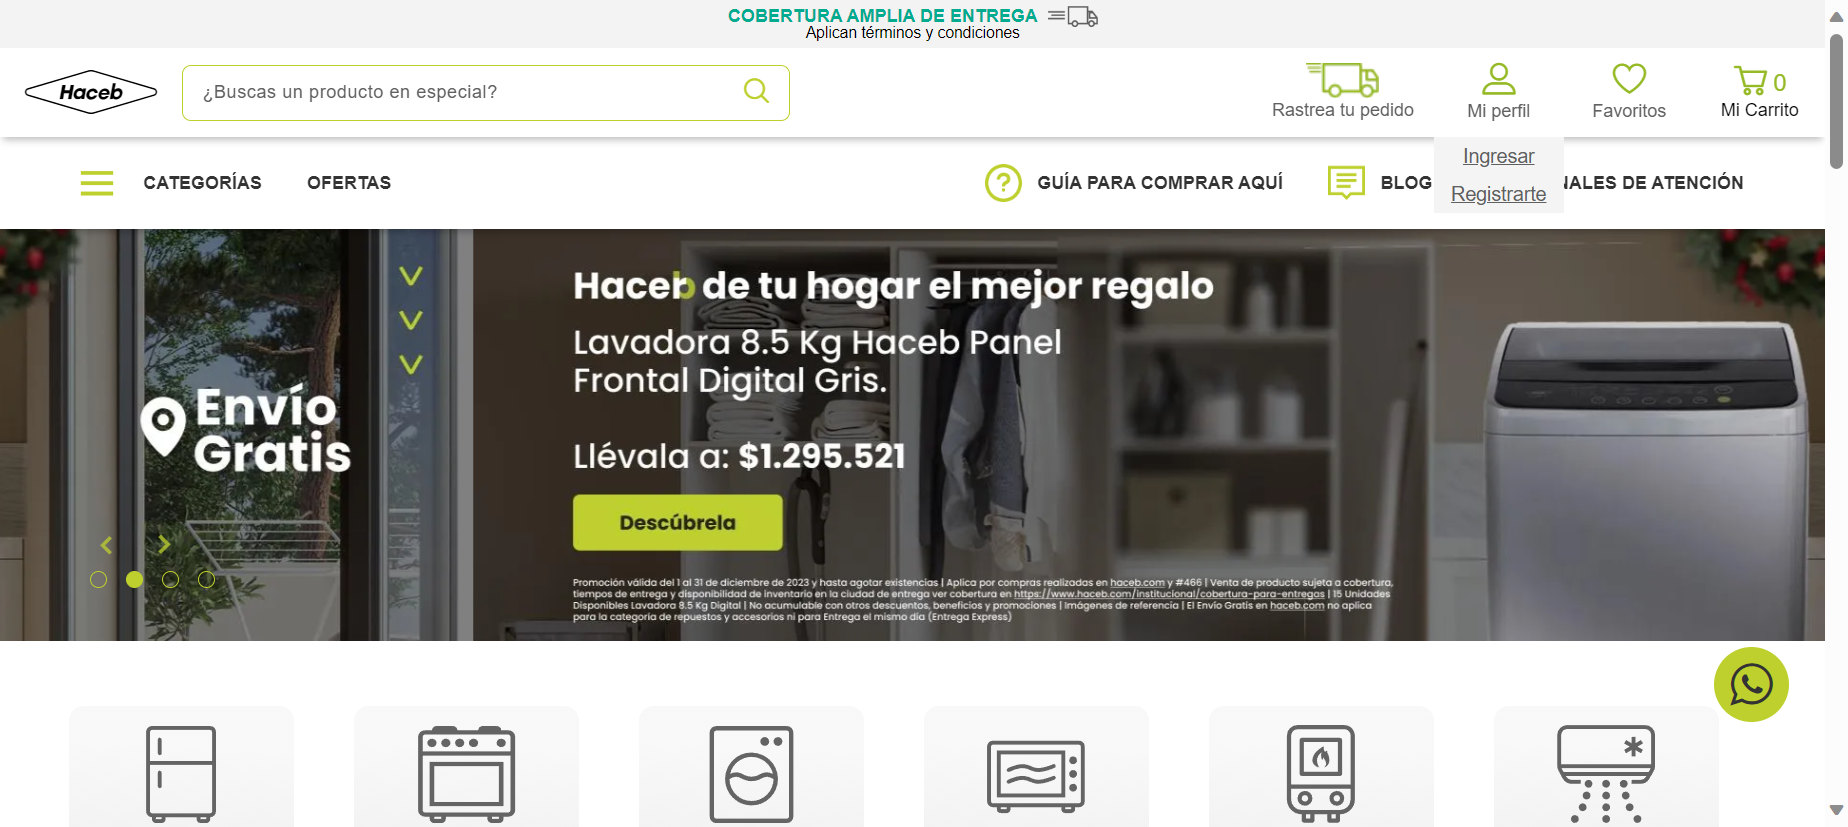 COBERTURA AMPLIA DE ENTREGA
Aplican términos y condiciones
Haceb
¿Buscas un producto en especial?
Rastrea tu pedido
Mi perfil
Favoritos
0
Mi Carrito
Ingresar
Registrarte
CATEGORÍAS
OFERTAS
GUÍA PARA COMPRAR AQUÍ
BLOG
NALES DE ATENCIÓN
Envío
Gratis
Haceb de tu hogar el mejor regalo
Lavadora 8.5 Kg Haceb Panel
Frontal Digital Gris.
Llévala a: $1.295.521
Descúbrela
Promoción válida del 1 al 31 de diciembre de 2023 y hasta agotar existencias | Aplica por compras realizadas en haceb.com y #466 | Venta de producto sujeta a cobertura,
tiempos de entrega y disponibilidad de inventario en la ciudad de entrega ver cobertura en https://www.haceb.com/institucional/cobertura-para-entregas | 15 Unidades
Disponibles Lavadora 8.5 Kg Digital | No acumulable con otros descuentos, beneficios y promociones | Imágenes de referencia | El Envío Gratis en haceb.com no aplica
para la categoría de repuestos y accesorios ni para Entrega el mismo día (Entrega Express)